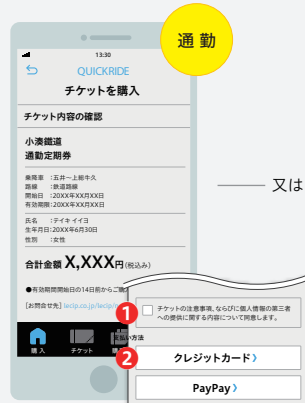 通勤
13:30
QUICKRIDE
チケットを購入
チケット内容の確認
小湊鐵道
通勤定期券
乗降車 : 五井〜上総牛久
路線 : 鉄道路線
開始日 : 20XX年XX月XX日
有効期限 : 20XX年XX月XX日
氏名 : テイキ イイヨ
生年月日 : 20XX年6月30日
性別 : 女性
合計金額 X,XXX円(税込み)
●有効期間開始日の14日前からご購
[お問合せ先] lecip.co.jp/lecip/
購入
チケット
支払い方法
又は
1
チケットの注意事項、ならびに個人情報の第三者
への提供に関する内容について同意します。
2
クレジットカード 〉
PayPay 〉